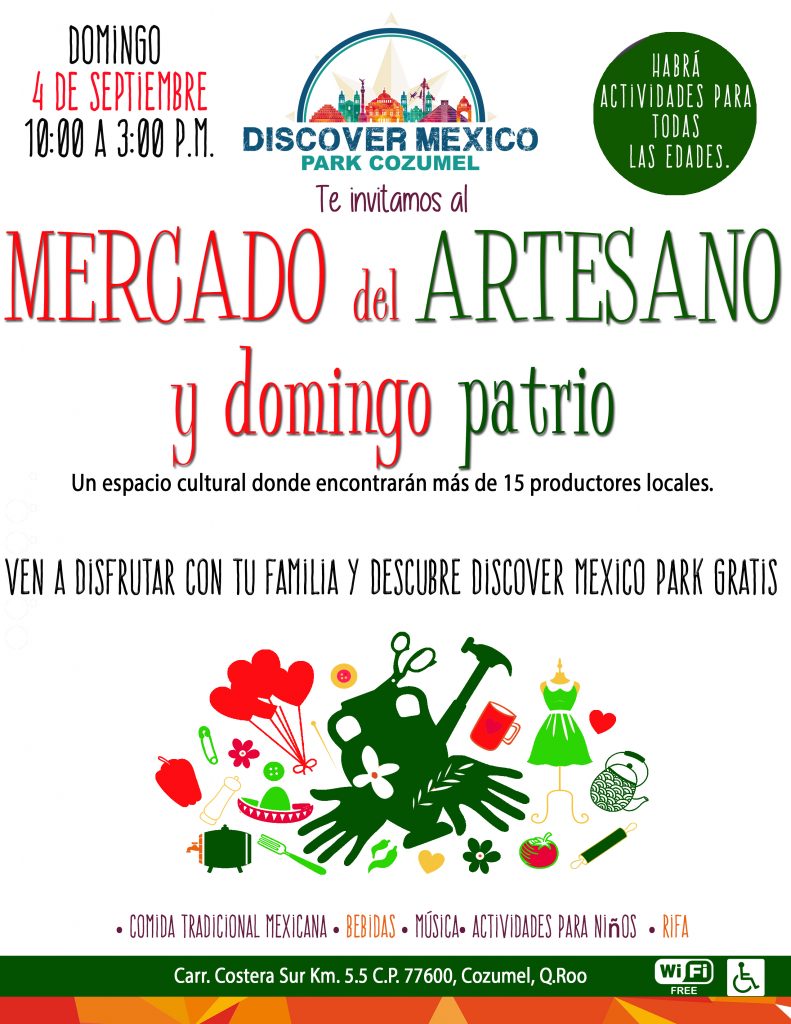 DOMINGO
4 DE SEPTIEMBRE
10:00 A 3:00 P.M.
DISCOVER MEXICO
PARK COZUMEL
HABRÁ
ACTIVIDADES PARA
TODAS
LAS EDADES.
Te invitamos al
MERCADO del ARTESANO
y domingo patrio
Un espacio cultural donde encontrarán más de 15 productores locales.
VEN A DISFRUTAR CON TU FAMILIA Y DESCUBRE DISCOVER MEXICO PARK GRATIS
• COMIDA TRADICIONAL MEXICANA • BEBIDAS • MÚSICA• ACTIVIDADES PARA NIñOS • RIFA
Carr. Costera Sur Km. 5.5 C.P. 77600, Cozumel, Q.Roo
Wi Fi
FREE